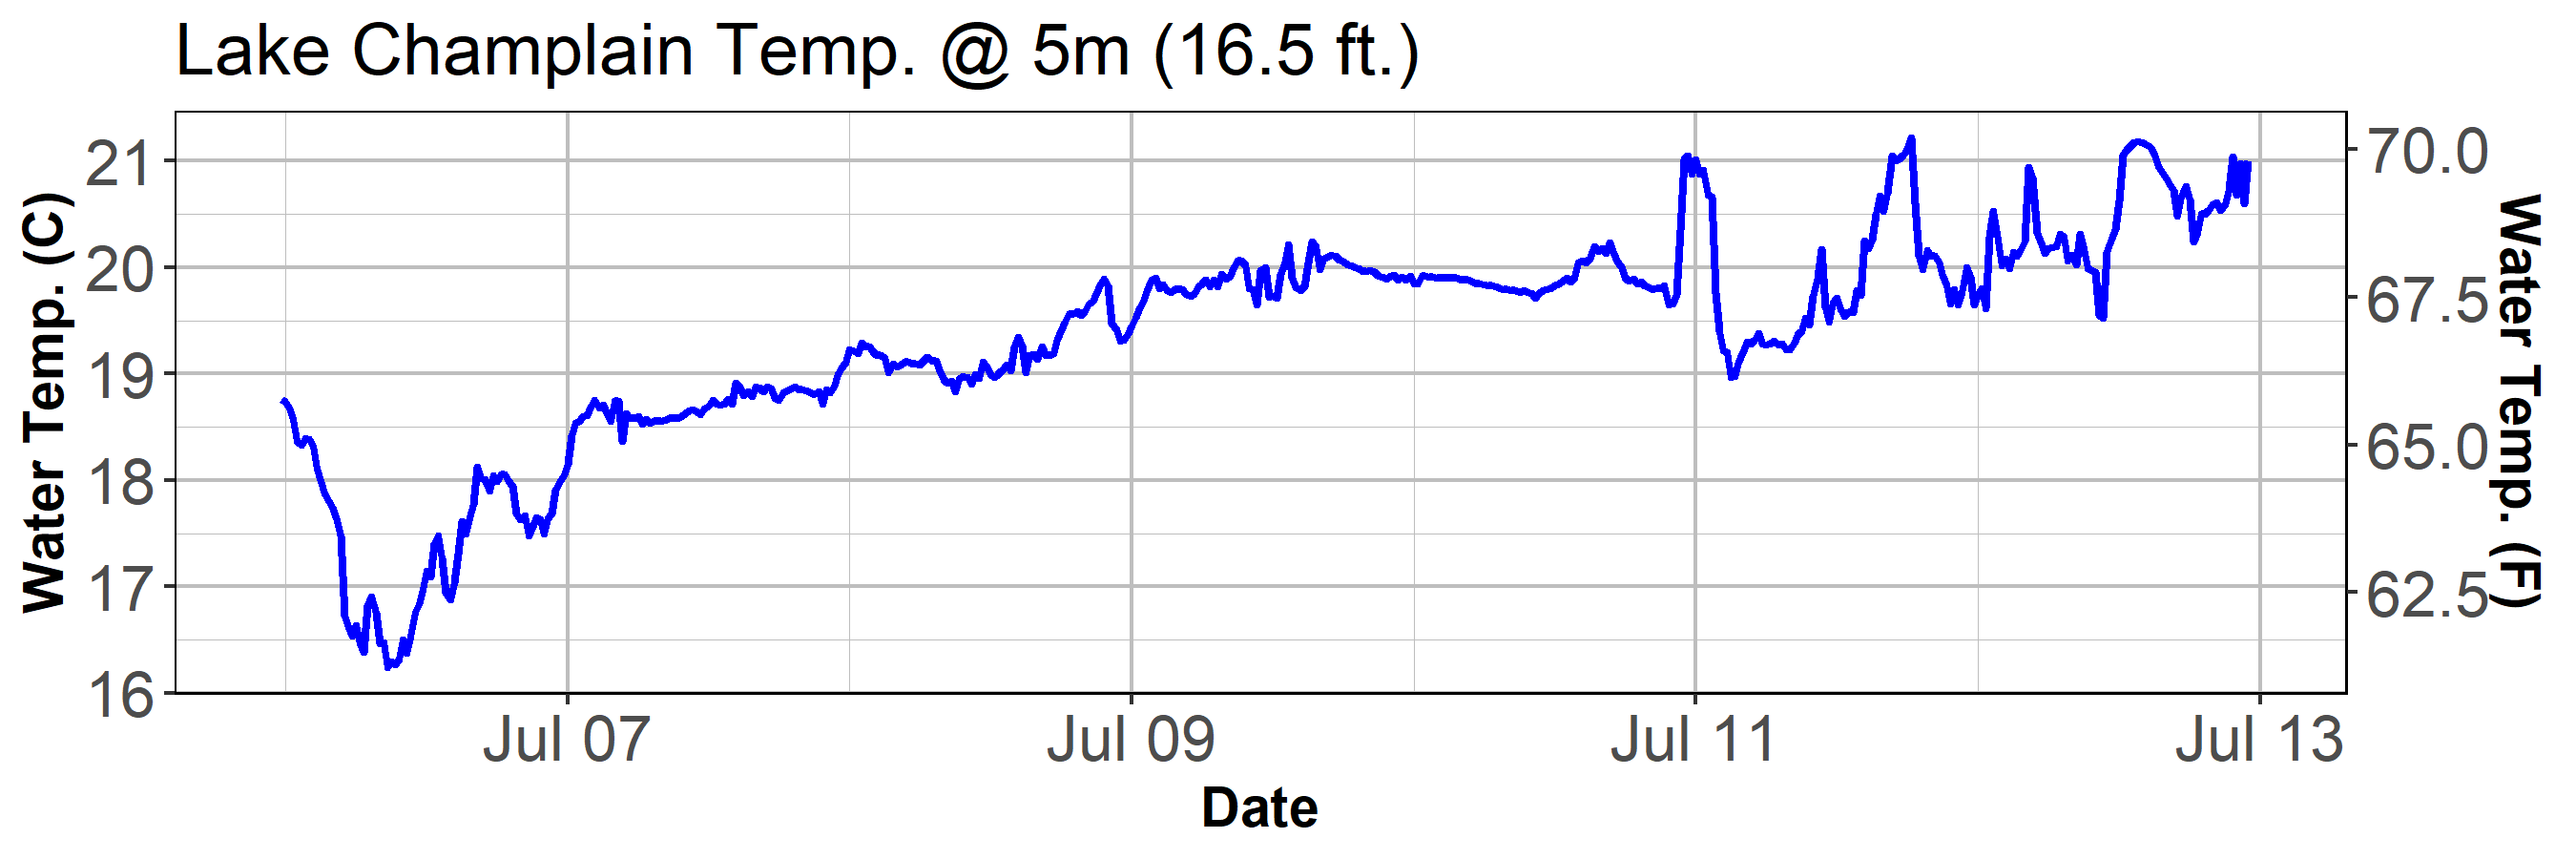 Lake Champlain Temp. @ 5m (16.5 ft.)
Water Temp. (C)
21
20
19
18
17
16
70.0
67.5
65.0
62.5
Water Temp. (F)
Jul 07
Jul 09
Jul 11
Jul 13
Date